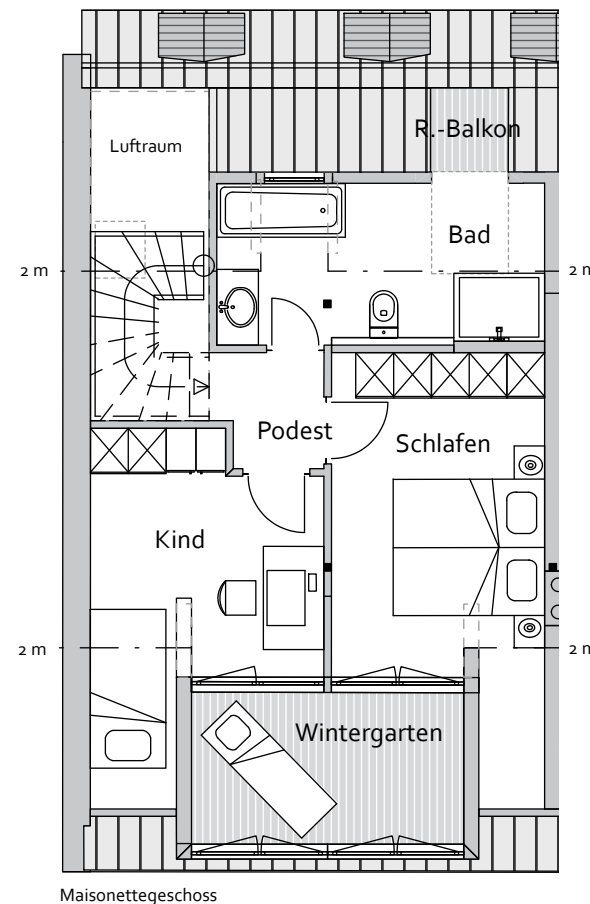 R.-Balkon
Luftraum
Bad
2 m
2 m
Podest
Schlafen
Kind
2 m
2 m
Wintergarten
Maisonettegeschoss